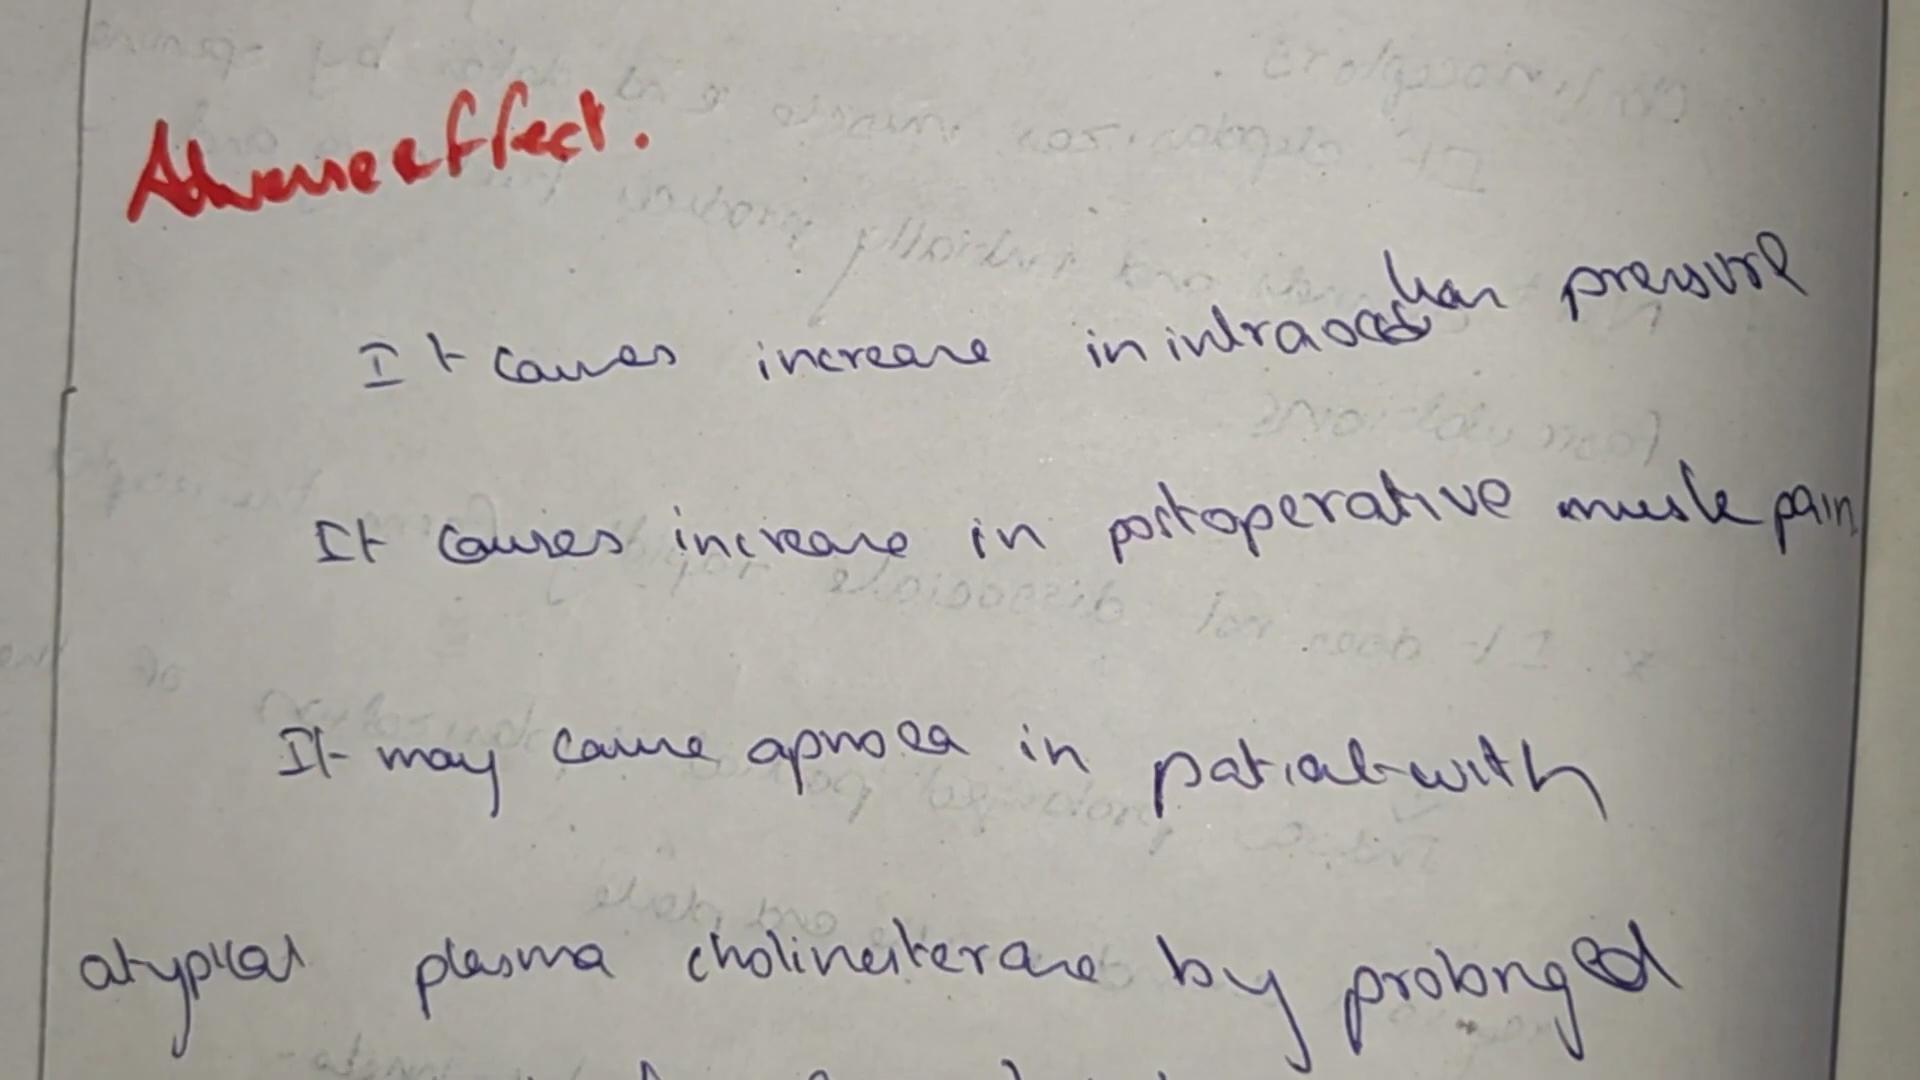 Adverse effect.
It causes increase in intraocular pressure
It causes increase in postoperative muscle pain
It may cause apnoea in patient with
atypical plasma cholinesterase by prolonged